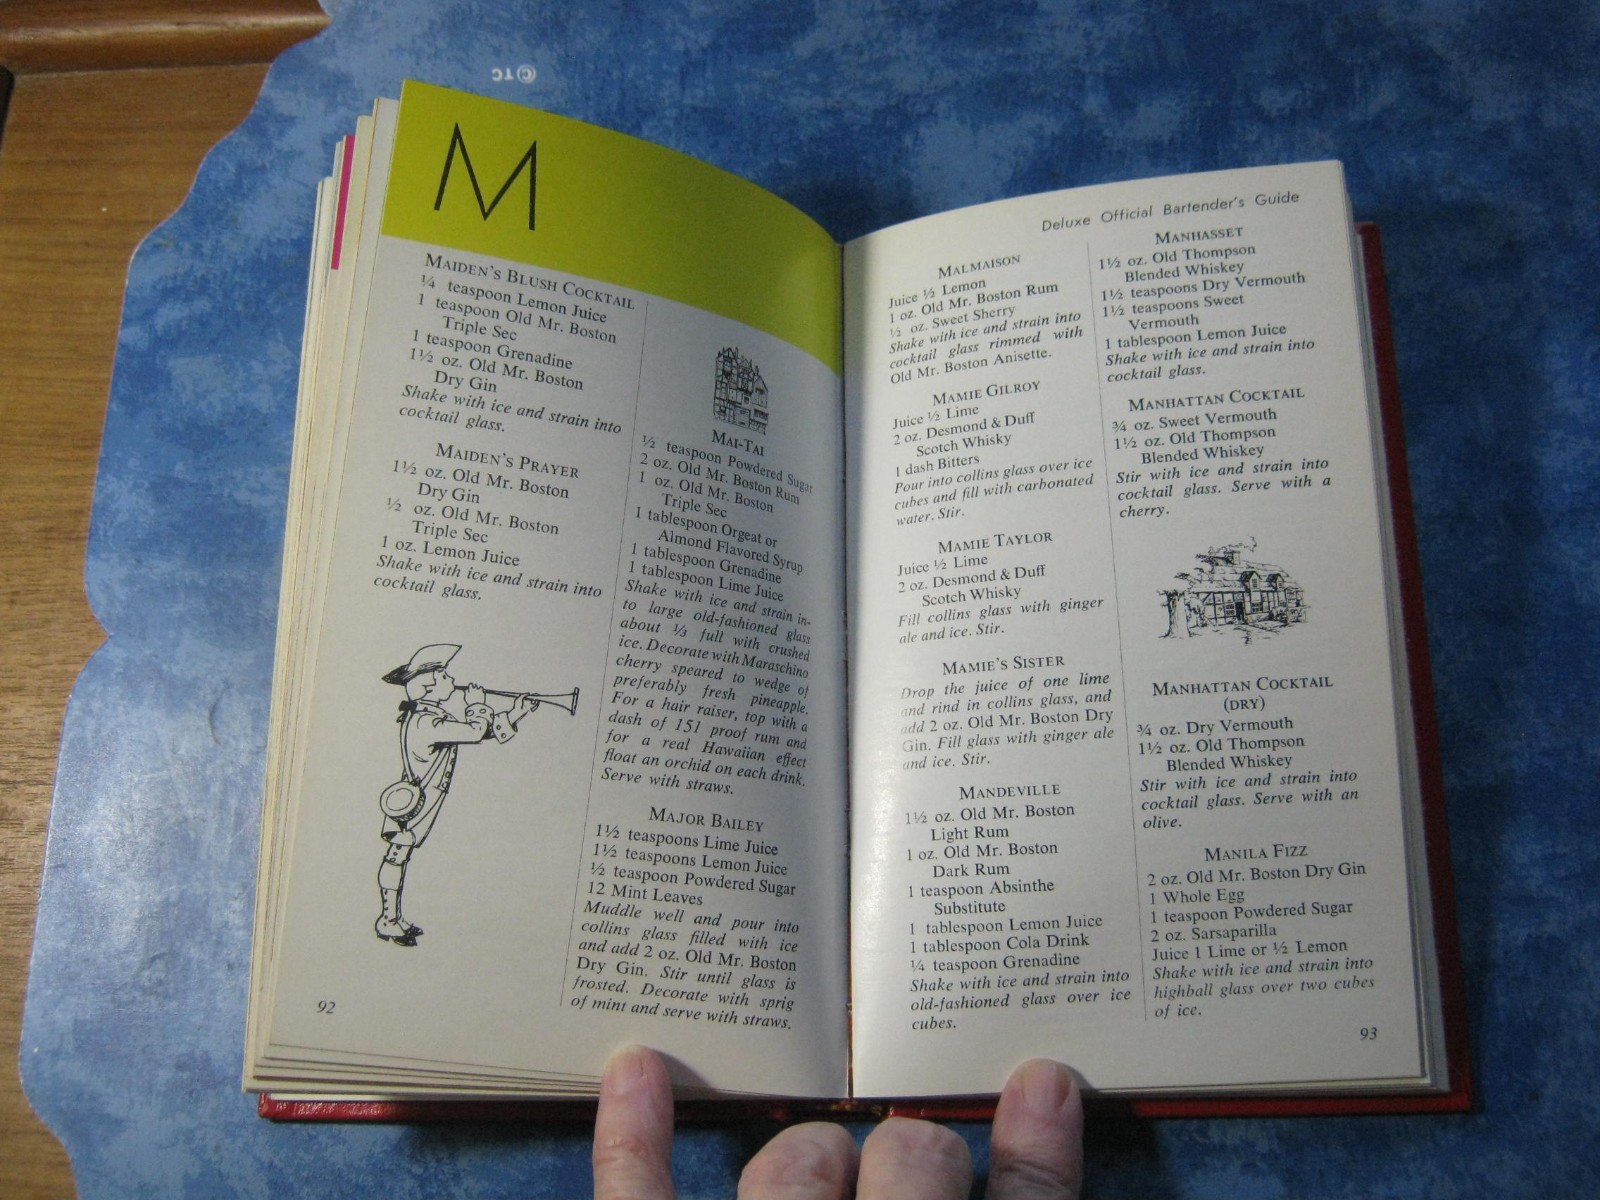 ©TC
M
MAIDEN'S BLUSH COCKTAIL
¼ teaspoon Lemon Juice
1 teaspoon Old Mr. Boston
Triple Sec
1 teaspoon Grenadine
1½ oz. Old Mr. Boston
Dry Gin
Shake with ice and strain into
cocktail glass.
MAIDEN'S PRAYER
1½ oz. Old Mr. Boston
Dry Gin
½ oz. Old Mr. Boston
Triple Sec
1 oz. Lemon Juice
Shake with ice and strain into
cocktail glass.
92
MAI-TAI
½ teaspoon Powdered Sugar
2 oz. Old Mr. Boston Rum
1 oz. Old Mr. Boston
Triple Sec
1 tablespoon Orgeat or
Almond Flavored Syrup
1 tablespoon Grenadine
1 tablespoon Lime Juice
Shake with ice and strain in-
to large old-fashioned glass
about ⅓ full with crushed
ice. Decorate with Maraschino
cherry speared to wedge of
preferably fresh pineapple.
For a hair raiser, top with a
dash of 151 proof rum and
for a real Hawaiian effect
float an orchid on each drink.
Serve with straws.
MAJOR BAILEY
1½ teaspoons Lime Juice
1½ teaspoons Lemon Juice
½ teaspoon Powdered Sugar
12 Mint Leaves
Muddle well and pour into
collins glass filled with ice
and add 2 oz. Old Mr. Boston
Dry Gin. Stir until glass is
frosted. Decorate with sprig
of mint and serve with straws.
Deluxe Official Bartender's Guide
MALMAISON
Juice ½ Lemon
1 oz. Old Mr. Boston Rum
½ oz. Sweet Sherry
Shake with ice and strain into
cocktail glass rimmed with
Old Mr. Boston Anisette.
MAMIE GILROY
Juice ½ Lime
2 oz. Desmond & Duff
Scotch Whisky
1 dash Bitters
Pour into collins glass over ice
cubes and fill with carbonated
water. Stir.
MAMIE TAYLOR
Juice ½ Lime
2 oz. Desmond & Duff
Scotch Whisky
Fill collins glass with ginger
ale and ice. Stir.
MAMIE'S SISTER
Drop the juice of one lime
and rind in collins glass, and
add 2 oz. Old Mr. Boston Dry
Gin. Fill glass with ginger ale
and ice. Stir.
MANDEVILLE
1½ oz. Old Mr. Boston
Light Rum
1 oz. Old Mr. Boston
Dark Rum
1 teaspoon Absinthe
Substitute
1 tablespoon Lemon Juice
1 tablespoon Cola Drink
¼ teaspoon Grenadine
Shake with ice and strain into
old-fashioned glass over ice
cubes.
MANHASSET
1½ oz. Old Thompson
Blended Whiskey
1½ teaspoons Dry Vermouth
1½ teaspoons Sweet
Vermouth
1 tablespoon Lemon Juice
Shake with ice and strain into
cocktail glass.
MANHATTAN COCKTAIL
¾ oz. Sweet Vermouth
1½ oz. Old Thompson
Blended Whiskey
Stir with ice and strain into
cocktail glass. Serve with a
cherry.
MANHATTAN COCKTAIL
(DRY)
¾ oz. Dry Vermouth
1½ oz. Old Thompson
Blended Whiskey
Stir with ice and strain into
cocktail glass. Serve with an
olive.
MANILA FIZZ
2 oz. Old Mr. Boston Dry Gin
1 Whole Egg
1 teaspoon Powdered Sugar
2 oz. Sarsaparilla
Juice 1 Lime or ½ Lemon
Shake with ice and strain into
highball glass over two cubes
of ice.
93